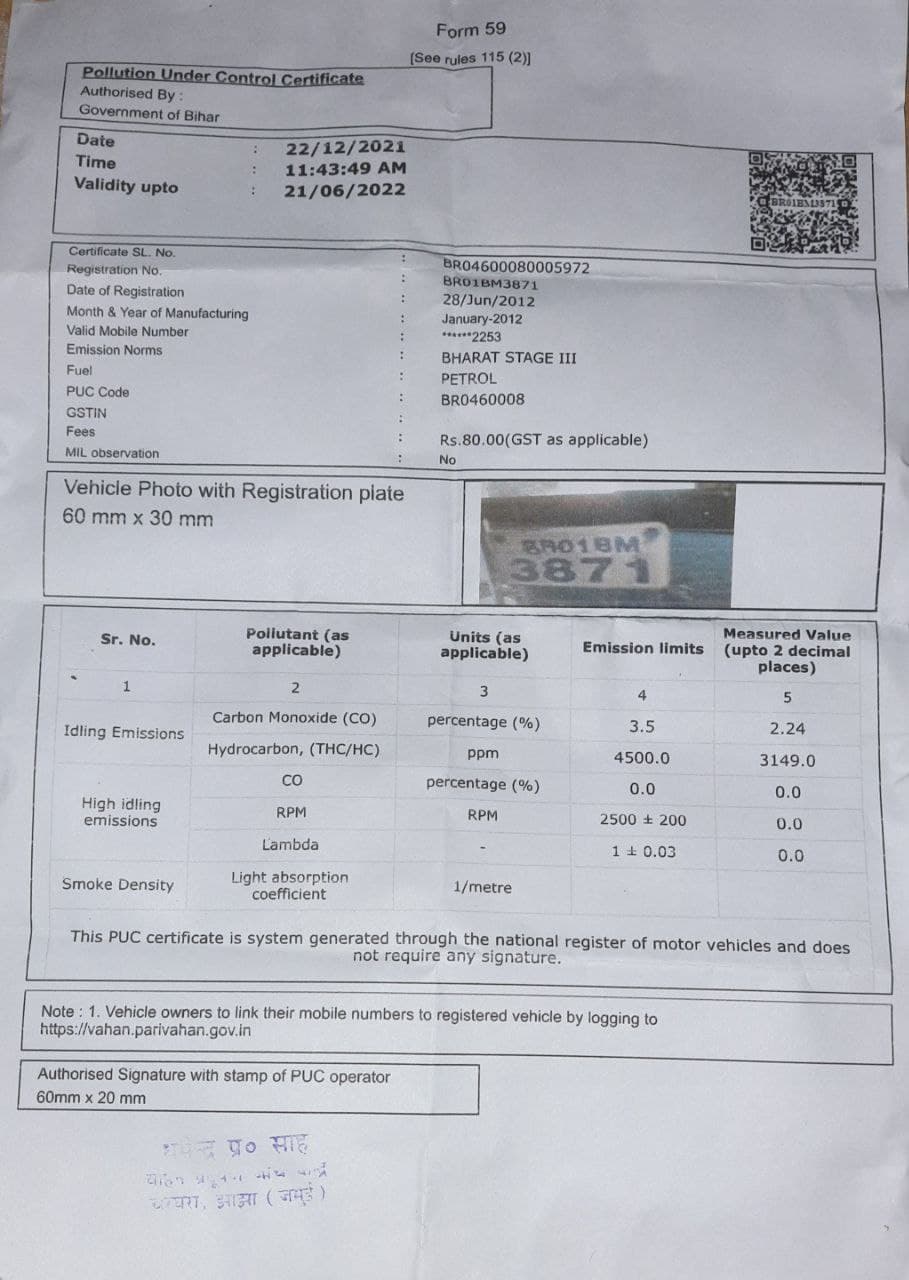 Form 59
[See rules 115 (2)]
Pollution Under Control Certificate
Authorised By :
Government of Bihar
Date : 22/12/2021
Time : 11:43:49 AM
Validity upto : 21/06/2022
BR01BM3871
Certificate SL. No. : BR04600080005972
Registration No. : BR01BM3871
Date of Registration : 28/Jun/2012
Month & Year of Manufacturing : January-2012
Valid Mobile Number : ******2253
Emission Norms : BHARAT STAGE III
Fuel : PETROL
PUC Code : BR0460008
GSTIN :
Fees : Rs.80.00(GST as applicable)
MIL observation : No
Vehicle Photo with Registration plate
60 mm x 30 mm
BR01BM
3871
Sr. No. Pollutant (as applicable) Units (as applicable) Emission limits Measured Value (upto 2 decimal places)
1 2 3 4 5
Idling Emissions Carbon Monoxide (CO) percentage (%) 3.5 2.24
Hydrocarbon, (THC/HC) ppm 4500.0 3149.0
High idling emissions CO percentage (%) 0.0 0.0
RPM RPM 2500 ± 200 0.0
Lambda - 1 ± 0.03 0.0
Smoke Density Light absorption coefficient 1/metre
This PUC certificate is system generated through the national register of motor vehicles and does
not require any signature.
Note : 1. Vehicle owners to link their mobile numbers to registered vehicle by logging to
https://vahan.parivahan.gov.in
Authorised Signature with stamp of PUC operator
60mm x 20 mm
प्र० साह
झाझा ( जमुई )